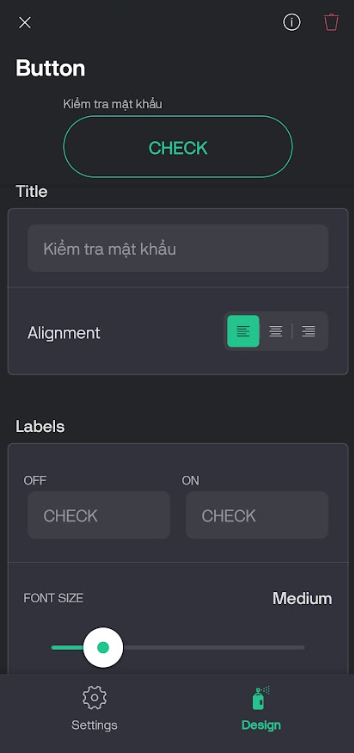 Button
Kiểm tra mật khẩu
CHECK
Title
Kiểm tra mật khẩu
Alignment
Labels
OFF
ON
CHECK
CHECK
FONT SIZE
Medium
Settings
Design